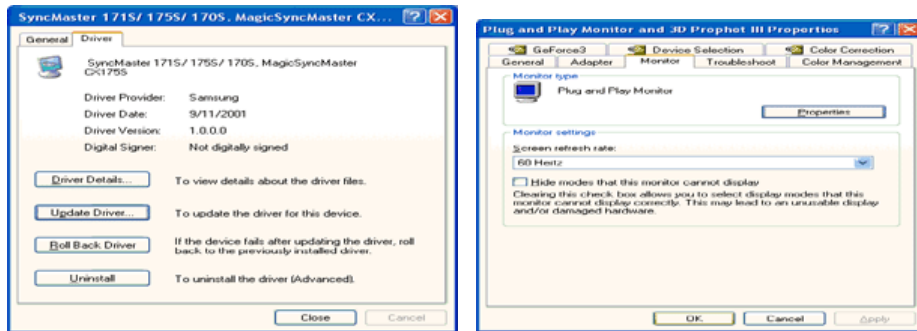 SyncMaster 171S/ 175S/ 170S, MagicSyncMaster CX...
General Driver
SyncMaster 171S/ 175S/ 170S, MagicSyncMaster
CX175S
Driver Provider: Samsung
Driver Date: 9/11/2001
Driver Version: 1.0.0.0
Digital Signer: Not digitally signed
Driver Details... To view details about the driver files.
Update Driver... To update the driver for this device.
Roll Back Driver If the device fails after updating the driver, roll
back to the previously installed driver.
Uninstall To uninstall the driver (Advanced).
Close Cancel
Plug and Play Monitor and 3D Prophet III Properties
GeForce3 Device Selection Color Correction
General Adapter Monitor Troubleshoot Color Management
Monitor type
Plug and Play Monitor
Properties
Monitor settings
Screen refresh rate:
60 Hertz
Hide modes that this monitor cannot display
Clearing this check box allows you to select display modes that this
monitor cannot display correctly. This may lead to an unusable display
and/or damaged hardware.
OK Cancel Apply